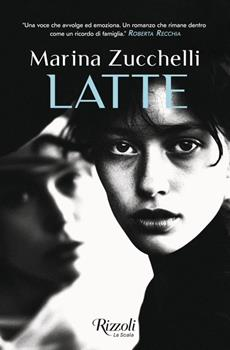 "Una voce che avvolge ed emoziona. Un romanzo che rimane dentro
come un ricordo di famiglia." ROBERTA RECCHIA
Marina Zucchelli
LATTE
Rizzoli
La Scala